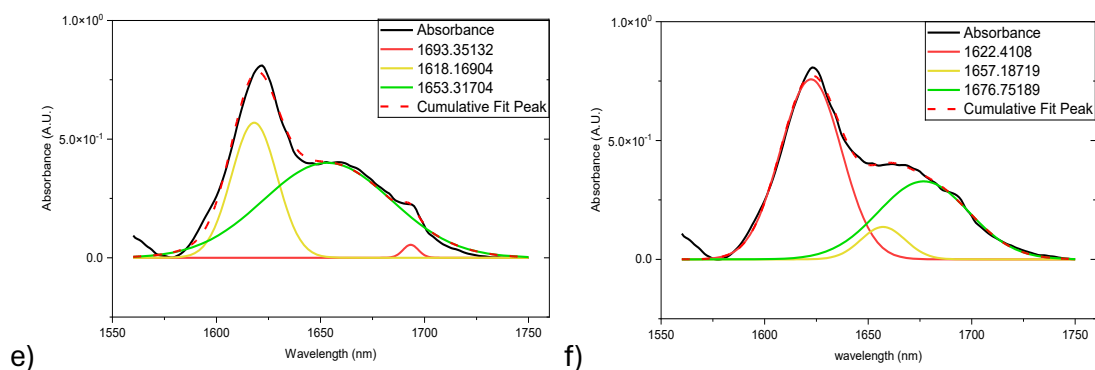 1.0×10⁰
Absorbance
1693.35132
1618.16904
1653.31704
Cumulative Fit Peak
Absorbance (A.U.)
5.0×10⁻¹
0.0
1550
1600
1650
1700
1750
Wavelength (nm)
e)
1.0×10⁰
Absorbance
1622.4108
1657.18719
1676.75189
Cumulative Fit Peak
Absorbance (A.U.)
5.0×10⁻¹
0.0
1550
1600
1650
1700
1750
wavelength (nm)
f)